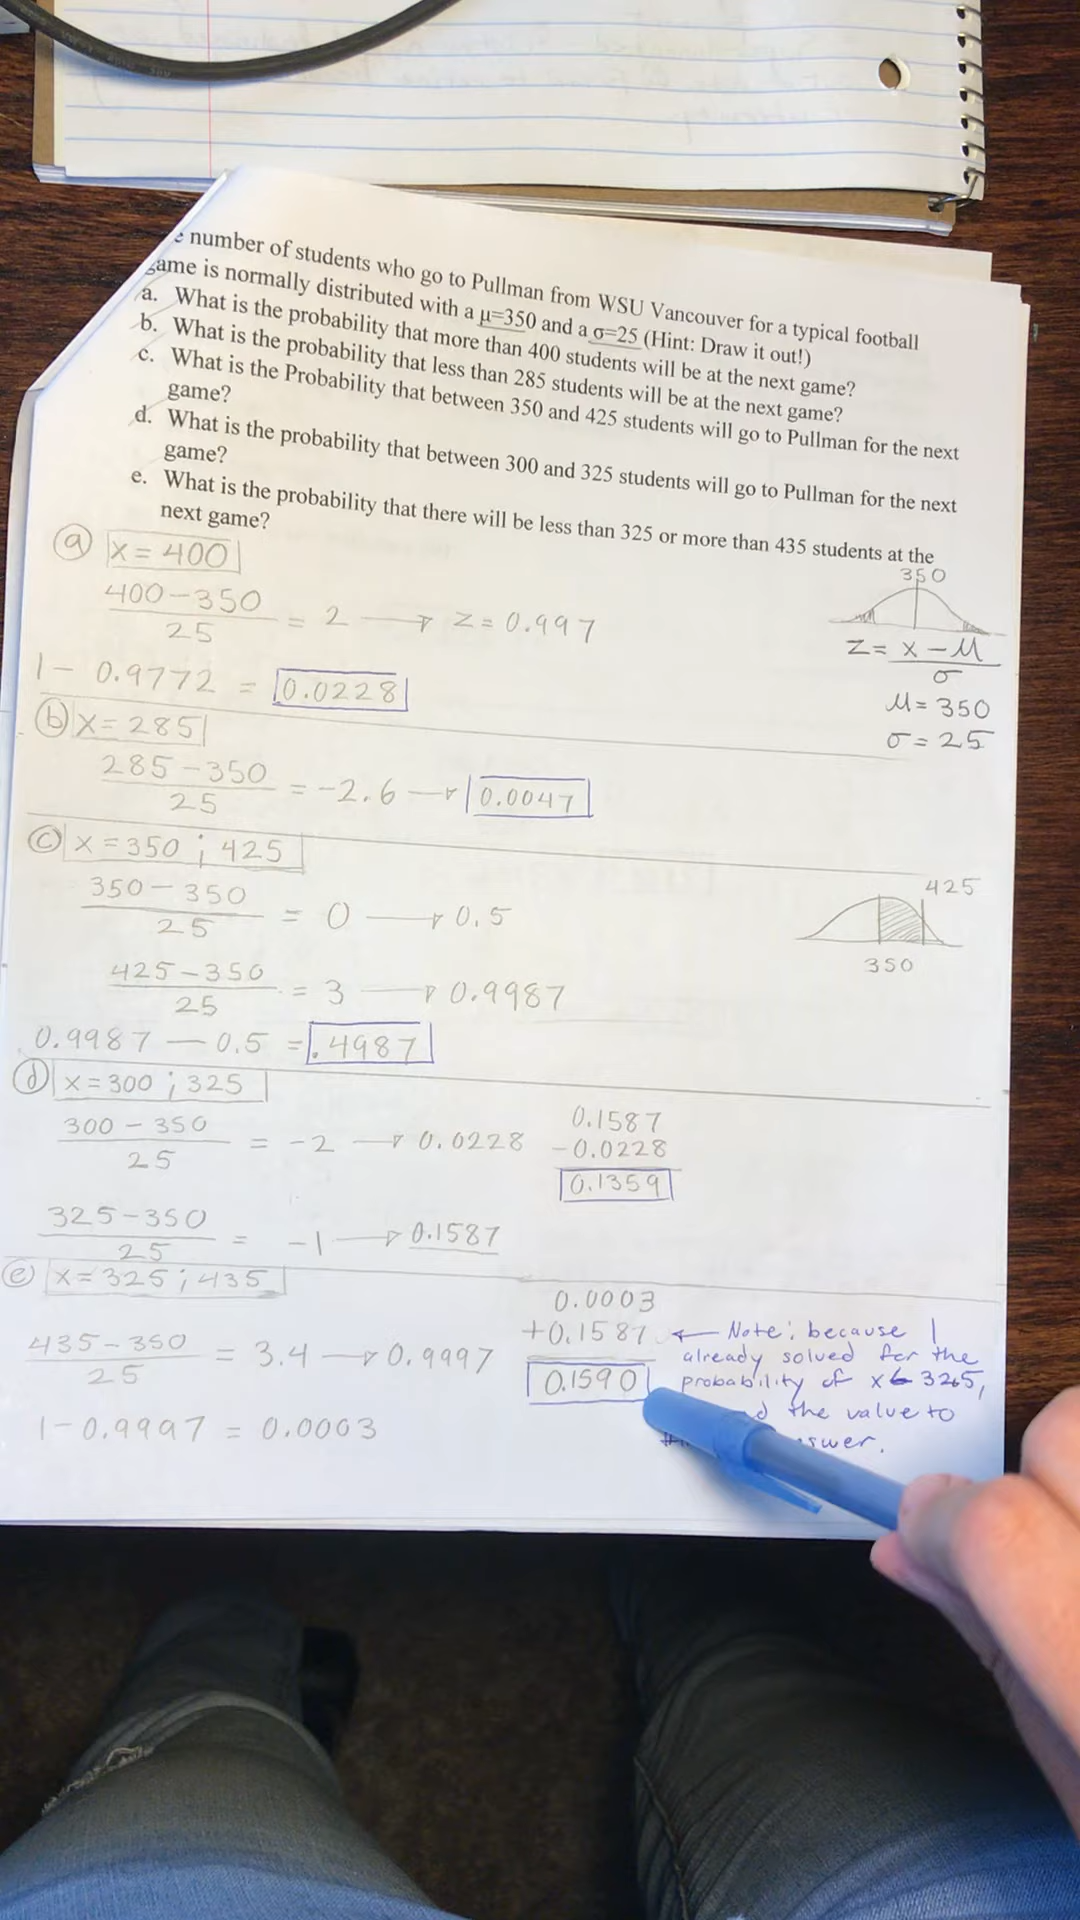 number of students who go to Pullman from WSU Vancouver for a typical football
game is normally distributed with a μ=350 and a σ=25 (Hint: Draw it out!)
a. What is the probability that more than 400 students will be at the next game?
b. What is the probability that less than 285 students will be at the next game?
c. What is the Probability that between 350 and 425 students will go to Pullman for the next
game?
d. What is the probability that between 300 and 325 students will go to Pullman for the next
game?
e. What is the probability that there will be less than 325 or more than 435 students at the
next game?
ⓐ x = 400
350
400-350
25
= 2 → Z = 0.997
Z = x - M
σ
M = 350
σ = 25
1 - 0.9772 = 0.0228
ⓑ x = 285
285-350
25
= -2.6 → 0.0047
ⓒ x = 350 ; 425
350-350
25
= 0 → 0.5
425
350
425-350
25
= 3 → 0.9987
0.9987 - 0.5 = .4987
ⓓ x = 300 ; 325
300 - 350
25
= -2 → 0.0228
0.1587
-0.0228
0.1359
325-350
25
= -1 → 0.1587
ⓔ x = 325 ; 435
435-350
25
= 3.4 → 0.9997
1 - 0.9997 = 0.0003
0.0003
+0.1587
0.1590
← Note: because I
already solved for the
probability of x 325,
the value to